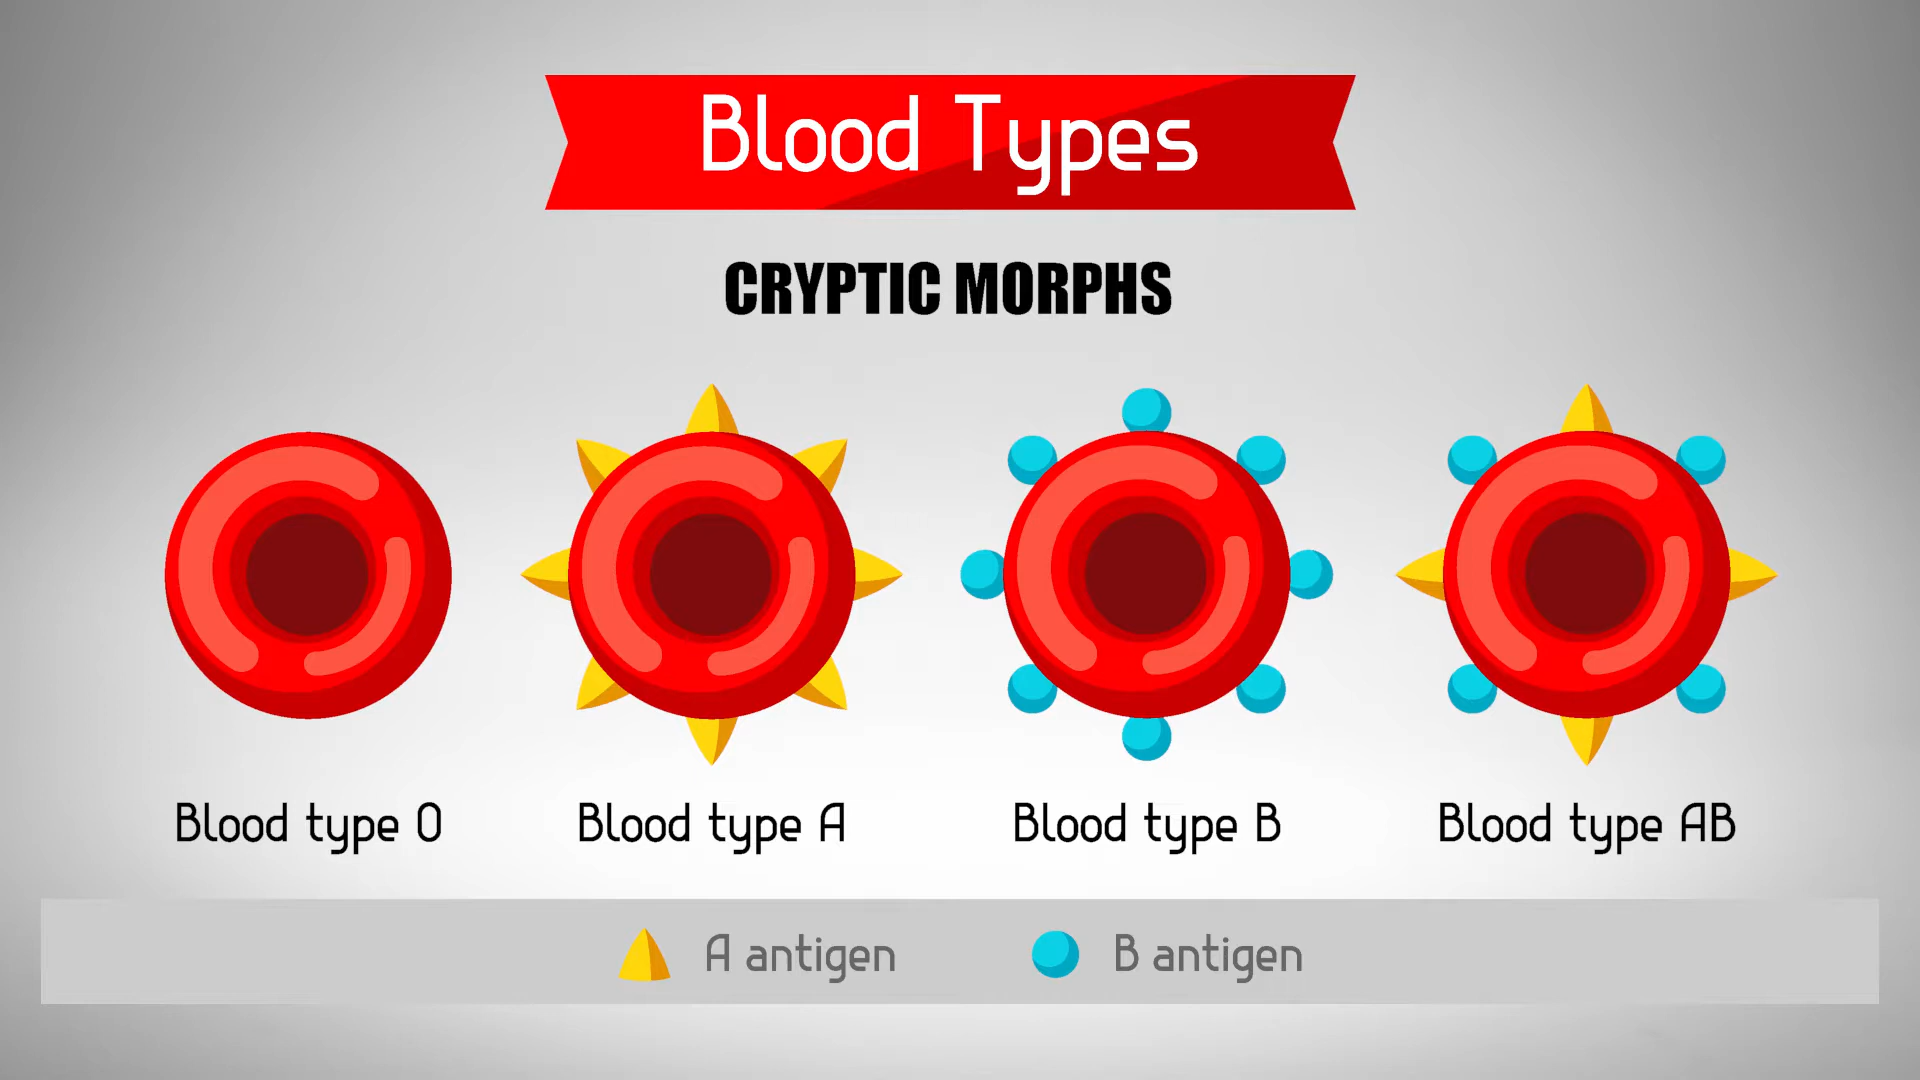 Blood Types
CRYPTIC MORPHS
Blood type O
Blood type A
Blood type B
Blood type AB
A antigen
B antigen